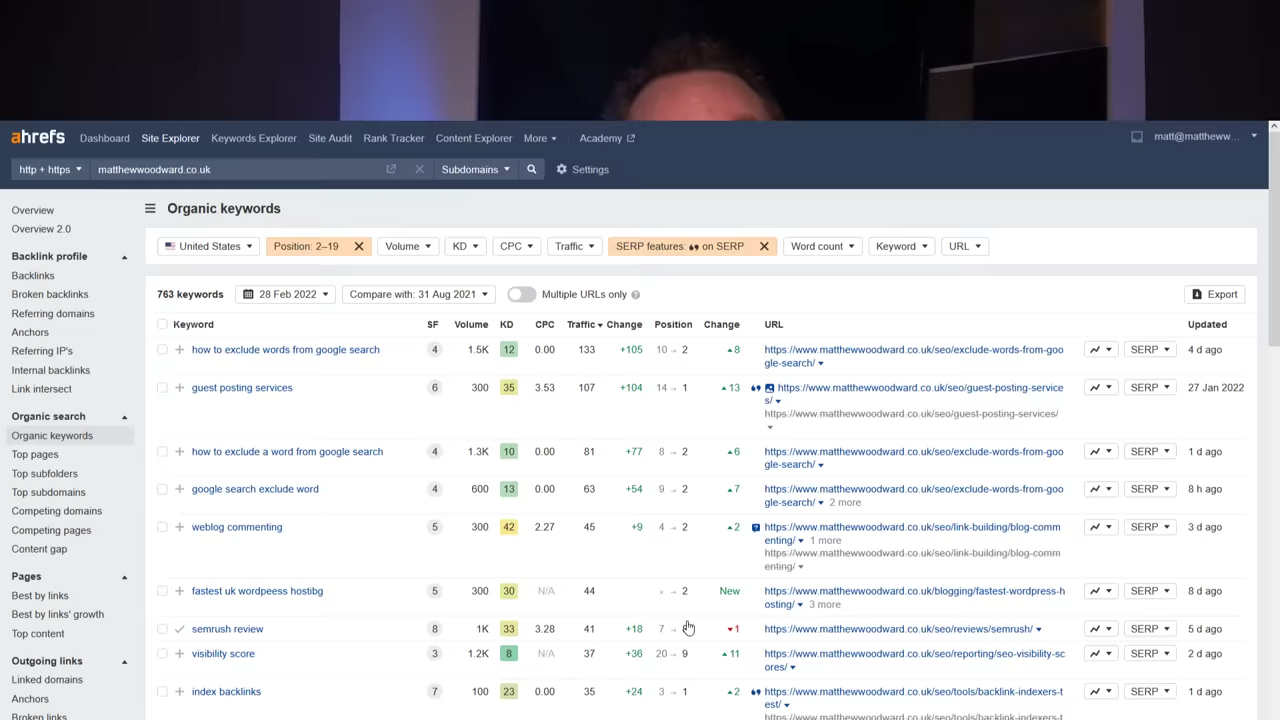 ahrefs Dashboard Site Explorer Keywords Explorer Site Audit Rank Tracker Content Explorer More Academy matt@mattheww...
http + https matthewwoodward.co.uk Subdomains Settings
Overview
Overview 2.0
Backlink profile
Backlinks
Broken backlinks
Referring domains
Anchors
Referring IP's
Internal backlinks
Link intersect
Organic search
Organic keywords
Top pages
Top subfolders
Top subdomains
Competing domains
Competing pages
Content gap
Pages
Best by links
Best by links' growth
Top content
Outgoing links
Linked domains
Anchors
Broken links
Organic keywords
United States Position: 2–19 Volume KD CPC Traffic SERP features: on SERP Word count Keyword URL
763 keywords 28 Feb 2022 Compare with: 31 Aug 2021 Multiple URLs only Export
Keyword SF Volume KD CPC Traffic Change Position Change URL Updated
how to exclude words from google search 4 1.5K 12 0.00 133 +105 10 → 2 8 https://www.matthewwoodward.co.uk/seo/exclude-words-from-goo SERP 4 d ago
gle-search/
guest posting services 6 300 35 3.53 107 +104 14 → 1 13 https://www.matthewwoodward.co.uk/seo/guest-posting-service SERP 27 Jan 2022
s/
https://www.matthewwoodward.co.uk/seo/guest-posting-services/
how to exclude a word from google search 4 1.3K 10 0.00 81 +77 8 → 2 6 https://www.matthewwoodward.co.uk/seo/exclude-words-from-goo SERP 1 d ago
gle-search/
google search exclude word 4 600 13 0.00 63 +54 9 → 2 7 https://www.matthewwoodward.co.uk/seo/exclude-words-from-goo SERP 8 h ago
gle-search/ 2 more
weblog commenting 5 300 42 2.27 45 +9 4 → 2 2 https://www.matthewwoodward.co.uk/seo/link-building/blog-comm SERP 3 d ago
enting/ 1 more
https://www.matthewwoodward.co.uk/seo/link-building/blog-comm
enting/
fastest uk wordpeess hostibg 5 300 30 N/A 44 × → 2 New https://www.matthewwoodward.co.uk/blogging/fastest-wordpress-h SERP 8 d ago
osting/ 3 more
semrush review 8 1K 33 3.28 41 +18 7 → 1 https://www.matthewwoodward.co.uk/seo/reviews/semrush/ SERP 5 d ago
visibility score 3 1.2K 8 N/A 37 +36 20 → 9 11 https://www.matthewwoodward.co.uk/seo/reporting/seo-visibility-sc SERP 2 d ago
ores/
index backlinks 7 100 23 0.00 35 +24 3 → 1 2 https://www.matthewwoodward.co.uk/seo/tools/backlink-indexers-t SERP 1 d ago
est/
https://www.matthewwoodward.co.uk/seo/tools/backlink-indexers-t